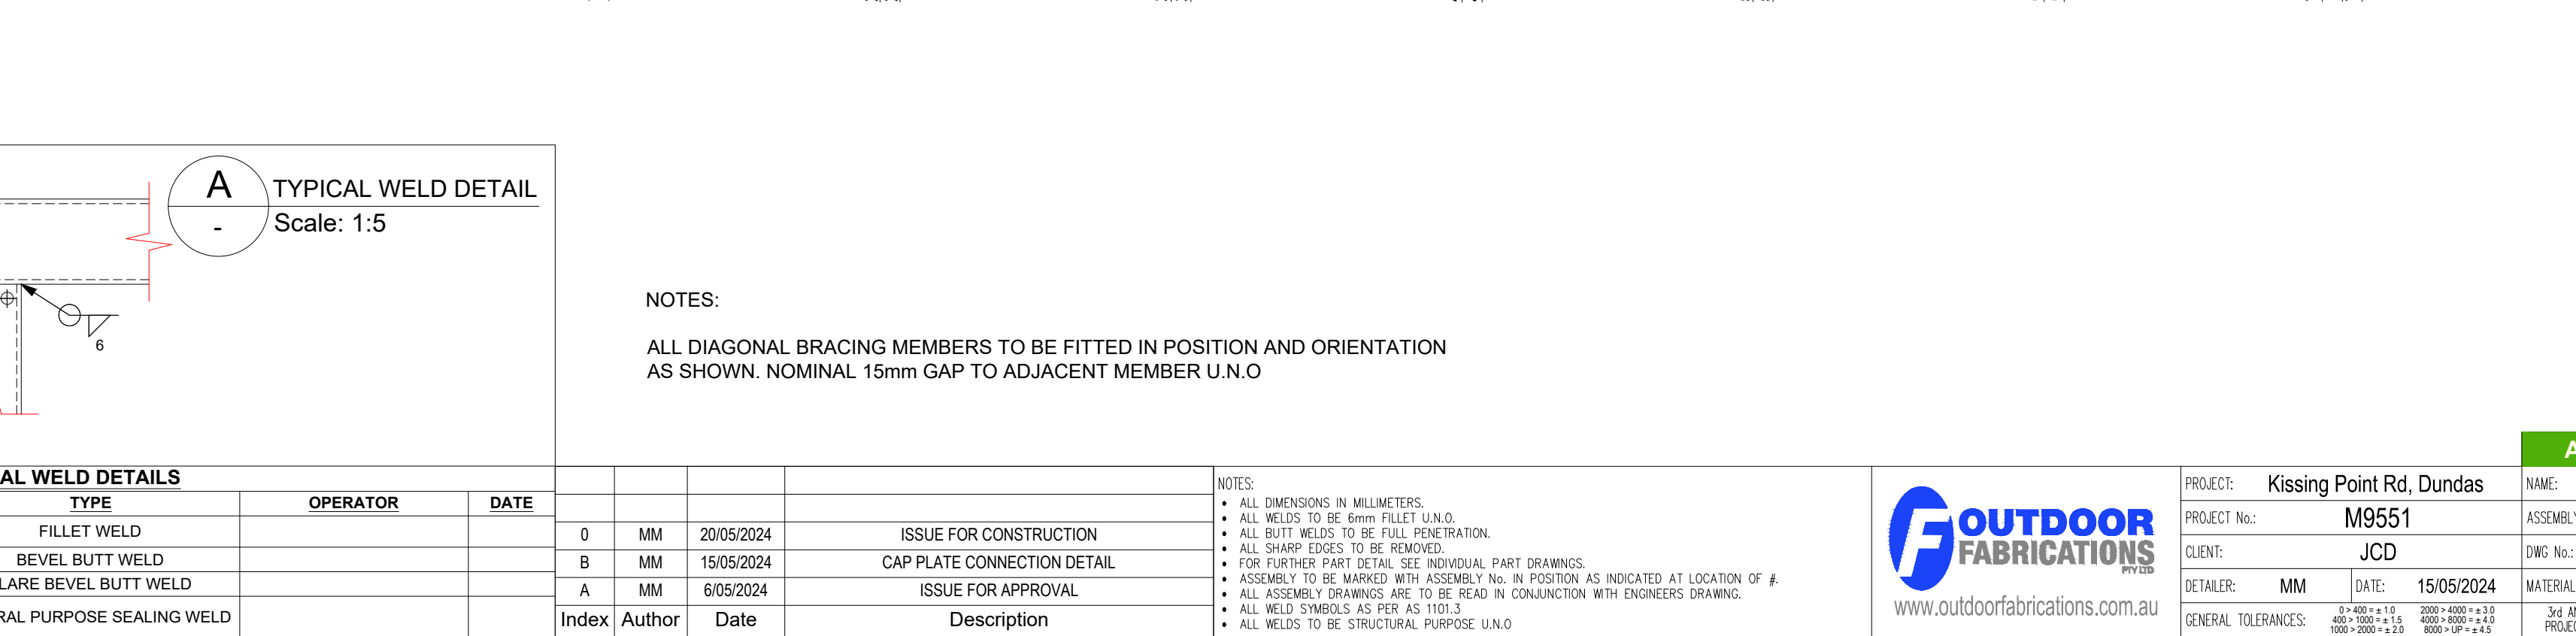 A
-
TYPICAL WELD DETAIL
Scale: 1:5
6
NOTES:
ALL DIAGONAL BRACING MEMBERS TO BE FITTED IN POSITION AND ORIENTATION
AS SHOWN. NOMINAL 15mm GAP TO ADJACENT MEMBER U.N.O
AL WELD DETAILS
TYPE OPERATOR DATE
FILLET WELD
BEVEL BUTT WELD
LARE BEVEL BUTT WELD
RAL PURPOSE SEALING WELD
0 MM 20/05/2024 ISSUE FOR CONSTRUCTION
B MM 15/05/2024 CAP PLATE CONNECTION DETAIL
A MM 6/05/2024 ISSUE FOR APPROVAL
Index Author Date Description
NOTES:
• ALL DIMENSIONS IN MILLIMETERS.
• ALL WELDS TO BE 6mm FILLET U.N.O.
• ALL BUTT WELDS TO BE FULL PENETRATION.
• ALL SHARP EDGES TO BE REMOVED.
• FOR FURTHER PART DETAIL SEE INDIVIDUAL PART DRAWINGS.
• ASSEMBLY TO BE MARKED WITH ASSEMBLY No. IN POSITION AS INDICATED AT LOCATION OF #.
• ALL ASSEMBLY DRAWINGS ARE TO BE READ IN CONJUNCTION WITH ENGINEERS DRAWING.
• ALL WELD SYMBOLS AS PER AS 1101.3
• ALL WELDS TO BE STRUCTURAL PURPOSE U.N.O
OUTDOOR
FABRICATIONS
PTY LTD
www.outdoorfabrications.com.au
PROJECT: Kissing Point Rd, Dundas
PROJECT No.: M9551
CLIENT: JCD
DETAILER: MM DATE: 15/05/2024
GENERAL TOLERANCES:
0 > 400 = ± 1.0 2000 > 4000 = ± 3.0
400 > 1000 = ± 1.5 4000 > 8000 = ± 4.0
1000 > 2000 = ± 2.0 8000 > UP = ± 4.5
NAME:
ASSEMBLY
DWG No.:
MATERIAL
3rd A
PROJE